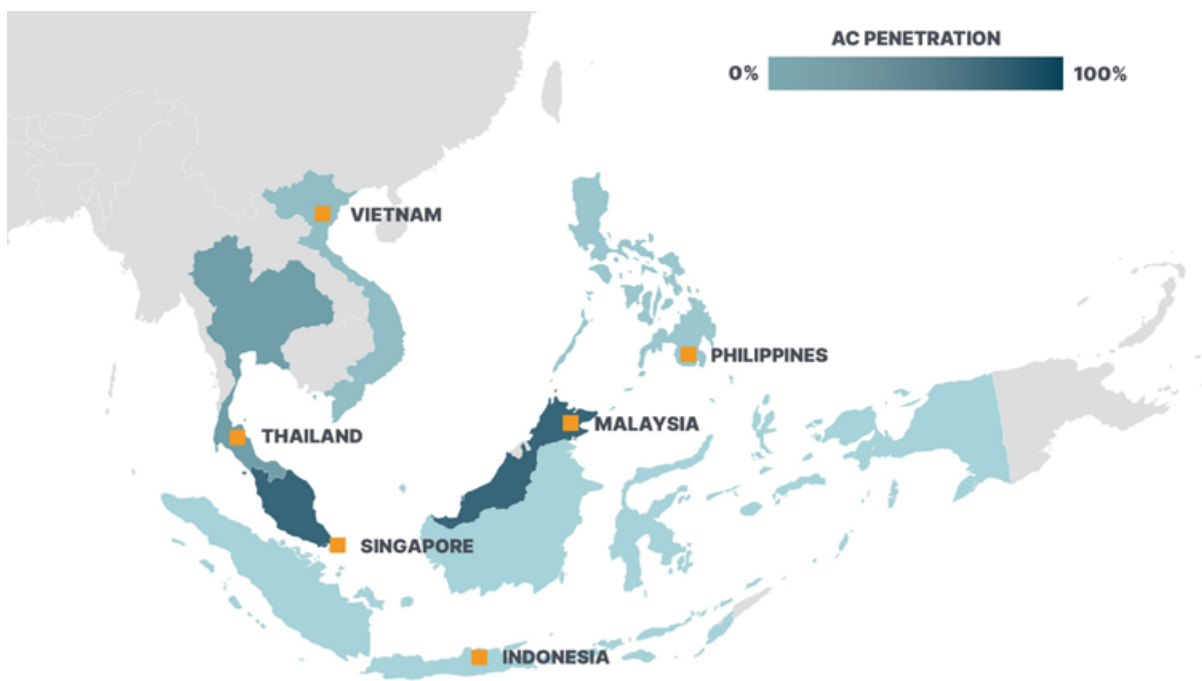 AC PENETRATION
0% 100%
VIETNAM
PHILIPPINES
MALAYSIA
THAILAND
SINGAPORE
INDONESIA